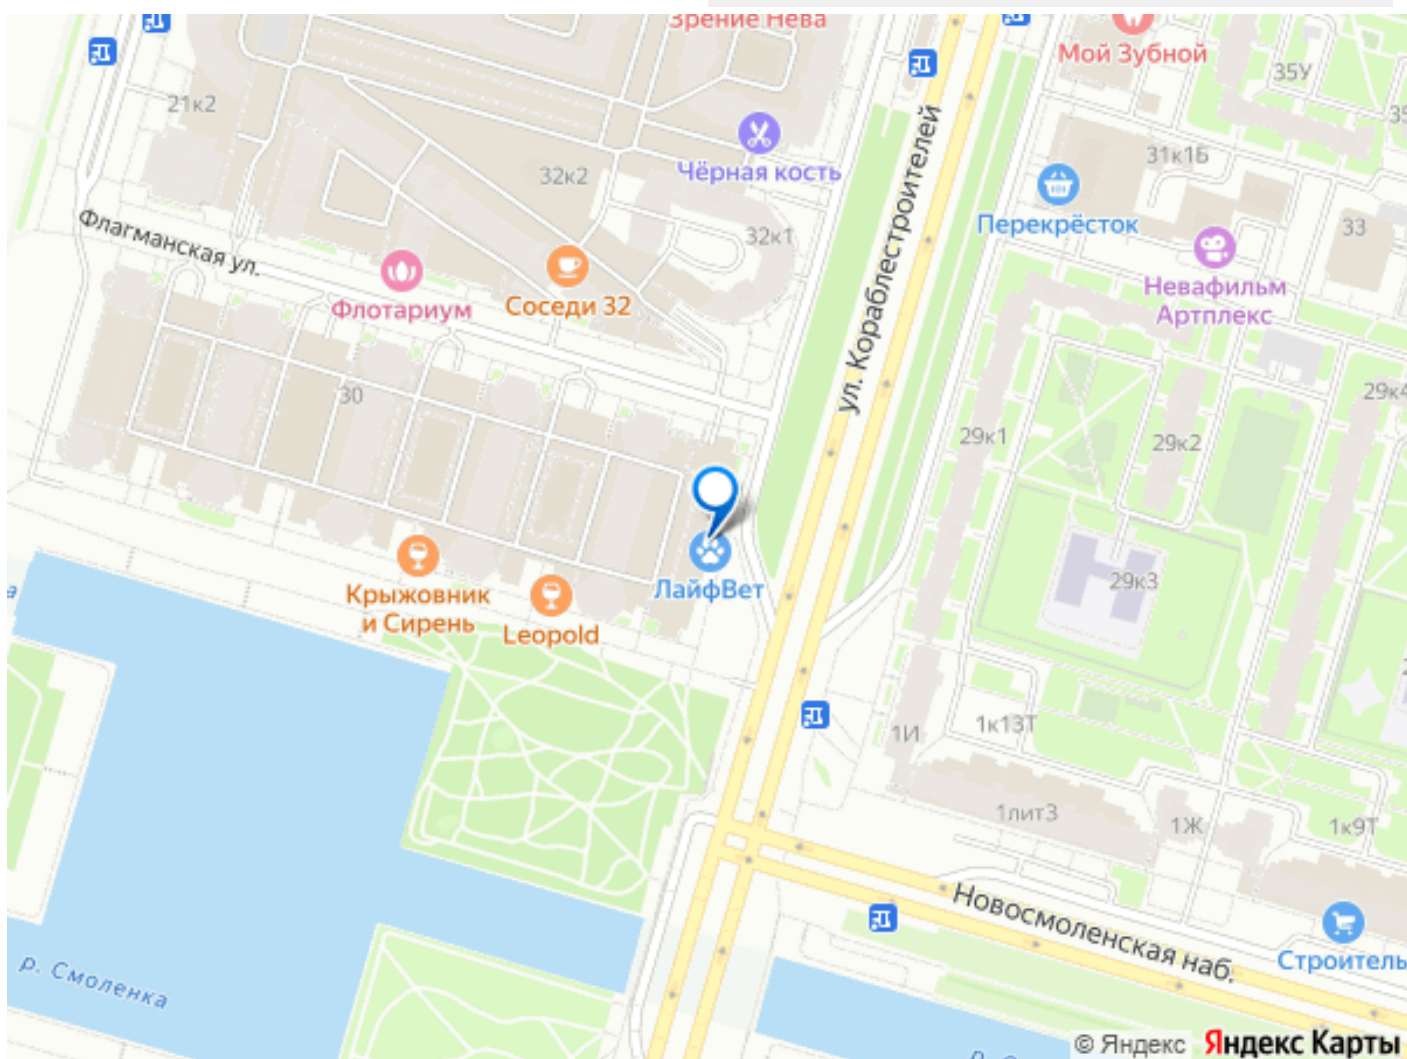 Зрение Нева
Мой Зубной
35У
21к2
Чёрная кость
32к2
32к1
ул. Кораблестроителей
31к1Б
Перекрёсток
33
Невафильм
Артплекс
Флагманская ул.
Флотариум
Соседи 32
30
29к1
29к2
29к4
29к3
ЛайфВет
Крыжовник
и Сирень
Leopold
1И
1к13Т
1лит3
1Ж
1к9Т
Новосмоленская наб.
Строитель
р. Смоленка
© Яндекс Яндекс Карты